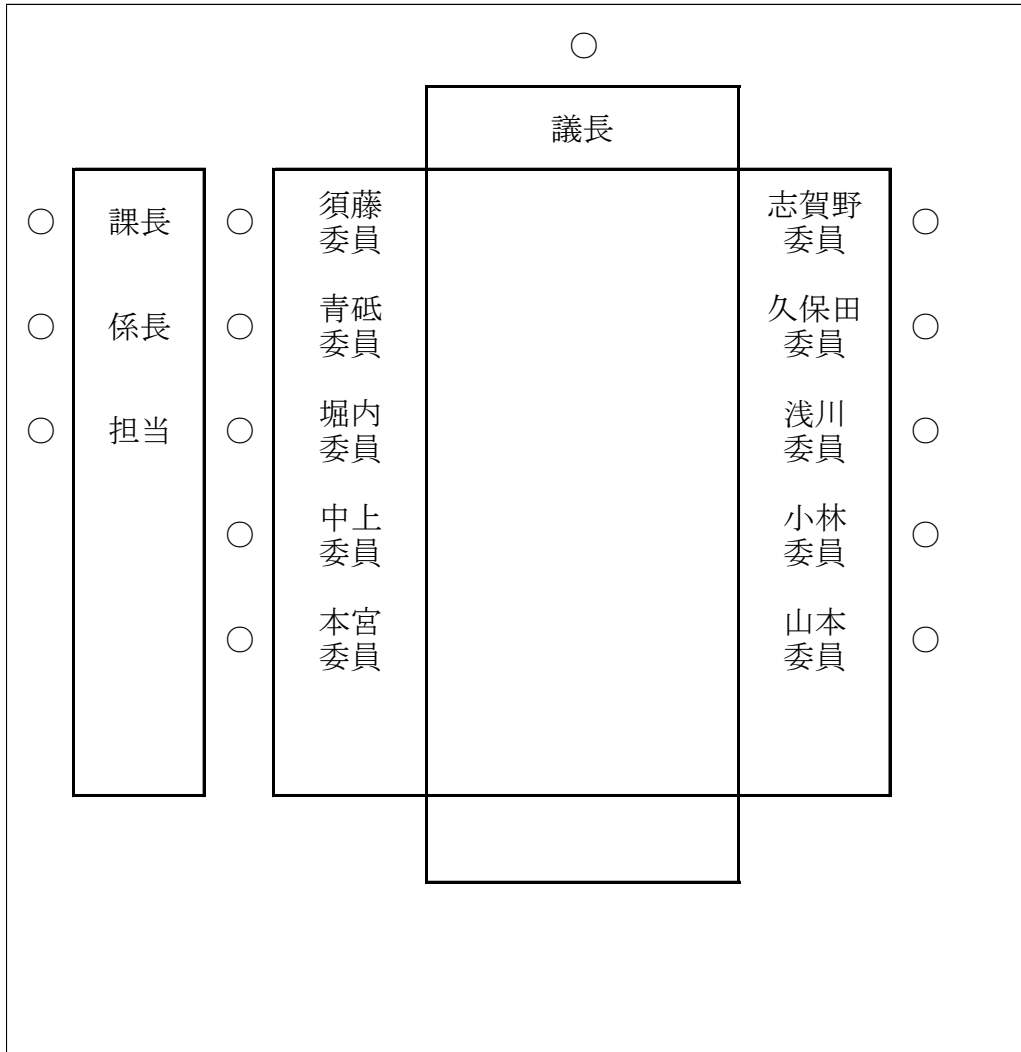 ○
議長
○ 課長 ○ 須藤 志賀野 ○
委員 委員
○ 係長 ○ 青砥 久保田 ○
委員 委員
○ 担当 ○ 堀内 浅川 ○
委員 委員
○ 中上 小林 ○
委員 委員
○ 本宮 山本 ○
委員 委員